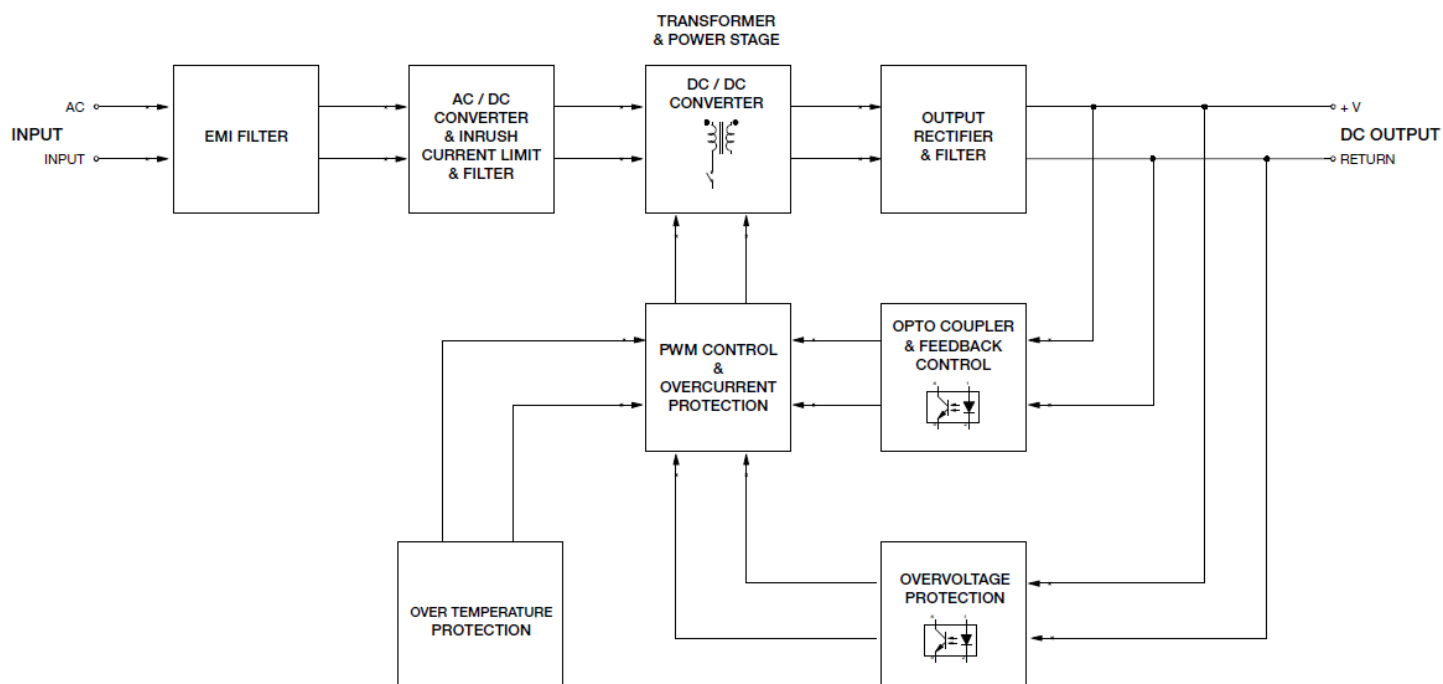 TRANSFORMER
& POWER STAGE
AC
INPUT
INPUT
EMI FILTER
AC / DC
CONVERTER
& INRUSH
CURRENT LIMIT
& FILTER
DC / DC
CONVERTER
OUTPUT
RECTIFIER
& FILTER
+ V
DC OUTPUT
RETURN
PWM CONTROL
&
OVERCURRENT
PROTECTION
OPTO COUPLER
& FEEDBACK
CONTROL
OVER TEMPERATURE
PROTECTION
OVERVOLTAGE
PROTECTION